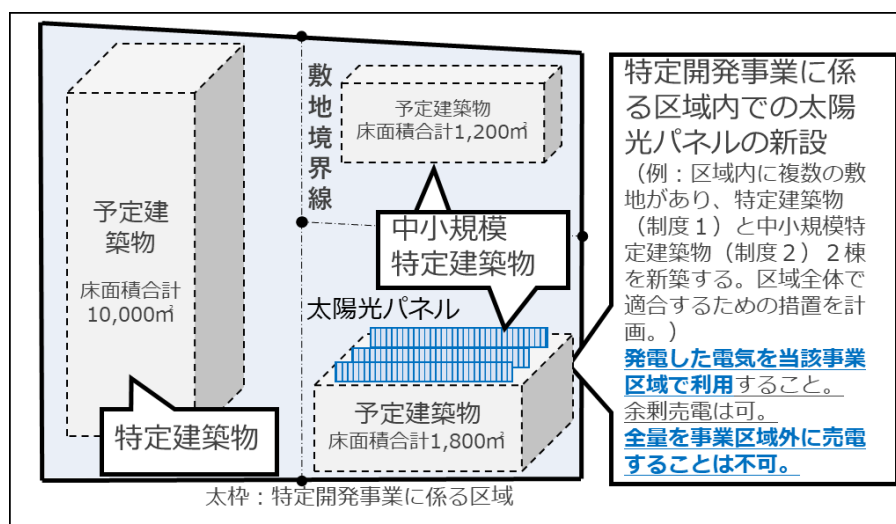 敷地境界線
予定建築物
床面積合計1,200㎡
予定建
築物
床面積合計
10,000㎡
中小規模
特定建築物
太陽光パネル
予定建築物
床面積合計1,800㎡
特定建築物
太枠：特定開発事業に係る区域
特定開発事業に係
る区域内での太陽
光パネルの新設
（例：区域内に複数の敷
地があり、特定建築物
（制度１）と中小規模特
定建築物（制度２）２棟
を新築する。区域全体で
適合するための措置を計
画。）
発電した電気を当該事業
区域で利用すること。
余剰売電は可。
全量を事業区域外に売電
することは不可。